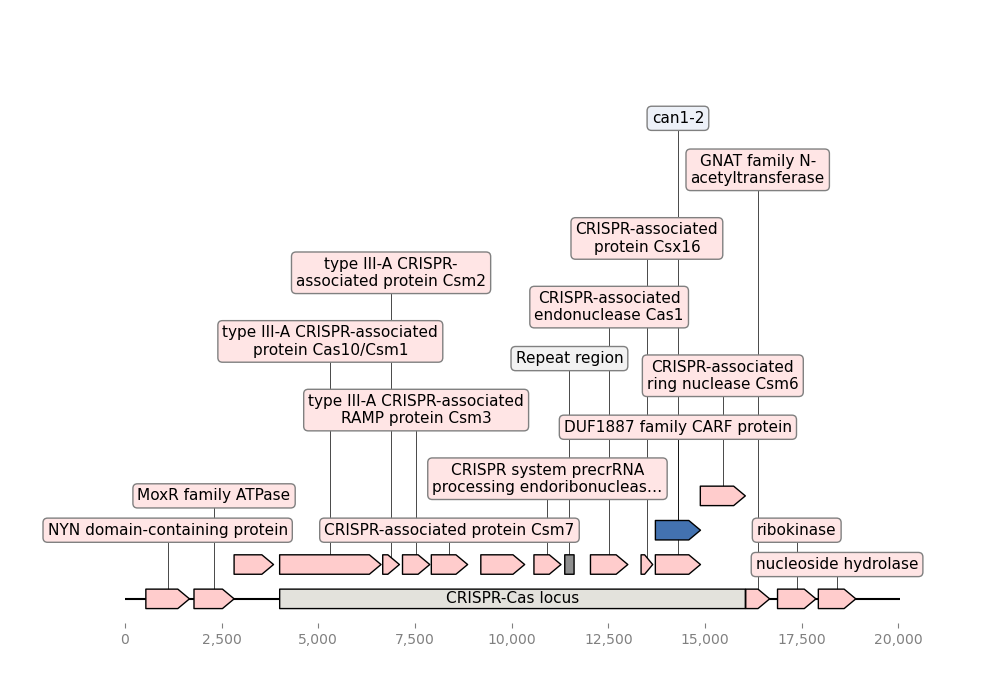 can1-2
GNAT family N-
acetyltransferase
CRISPR-associated
protein Csx16
type III-A CRISPR-
associated protein Csm2
CRISPR-associated
endonuclease Cas1
type III-A CRISPR-associated
protein Cas10/Csm1
Repeat region
CRISPR-associated
ring nuclease Csm6
type III-A CRISPR-associated
RAMP protein Csm3
DUF1887 family CARF protein
CRISPR system precrRNA
processing endoribonucleas...
MoxR family ATPase
NYN domain-containing protein
CRISPR-associated protein Csm7
ribokinase
nucleoside hydrolase
CRISPR-Cas locus
0
2,500
5,000
7,500
10,000
12,500
15,000
17,500
20,000